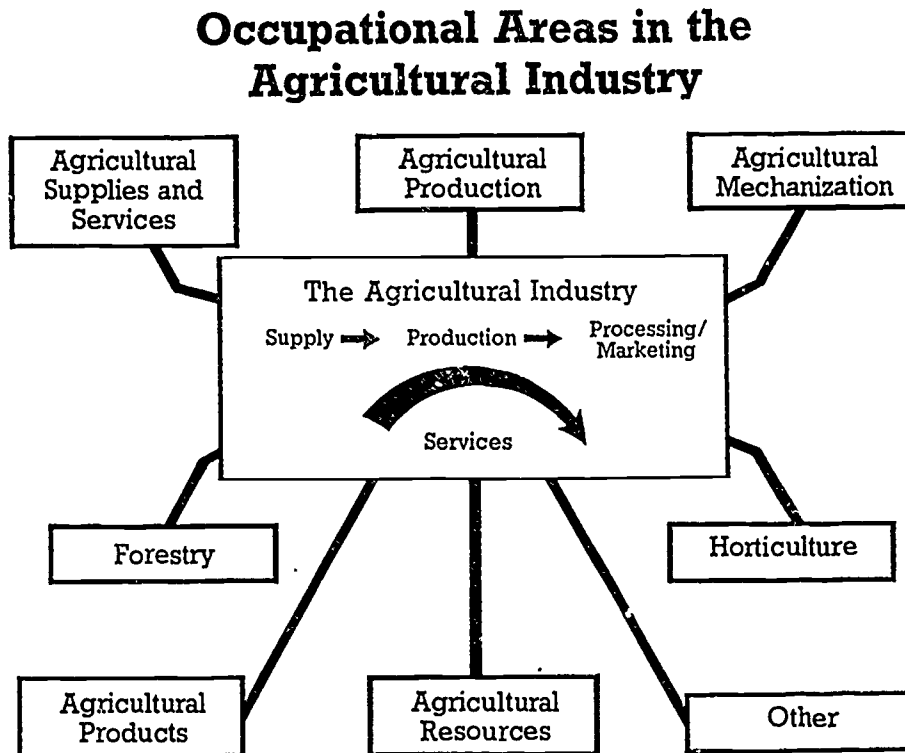 Occupational Areas in the
Agricultural Industry
Agricultural
Supplies and
Services
Agricultural
Production
Agricultural
Mechanization
The Agricultural Industry
Supply
Production
Processing/
Marketing
Services
Forestry
Horticulture
Agricultural
Products
Agricultural
Resources
Other